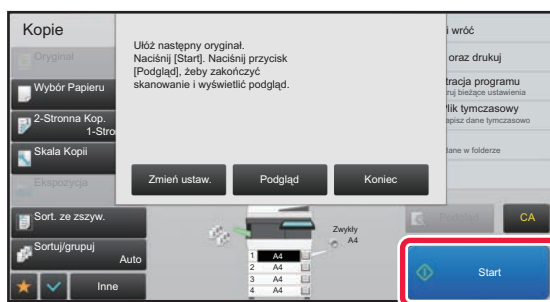 Kopie
Oryginał
Wybór Papieru
2-Stronna Kop.
1-Stro
Skala Kopii
Ekspozycja
Sort. ze zszyw.
Sortuj/grupuj
Auto
Inne
Ułóż następny oryginał.
Naciśnij [Start]. Naciśnij przycisk
[Podgląd], żeby zakończyć
skanowanie i wyświetlić podgląd.
Zmień ustaw.
Podgląd
Koniec
Zwykły
A4
1 A4
2 A4
3 A4
4 A4
i wróć
oraz drukuj
tracja programu
ruj bieżące ustawienia
lik tymczasowy
apisz dane tymczasowo
dane w folderze
Podgląd
CA
Start